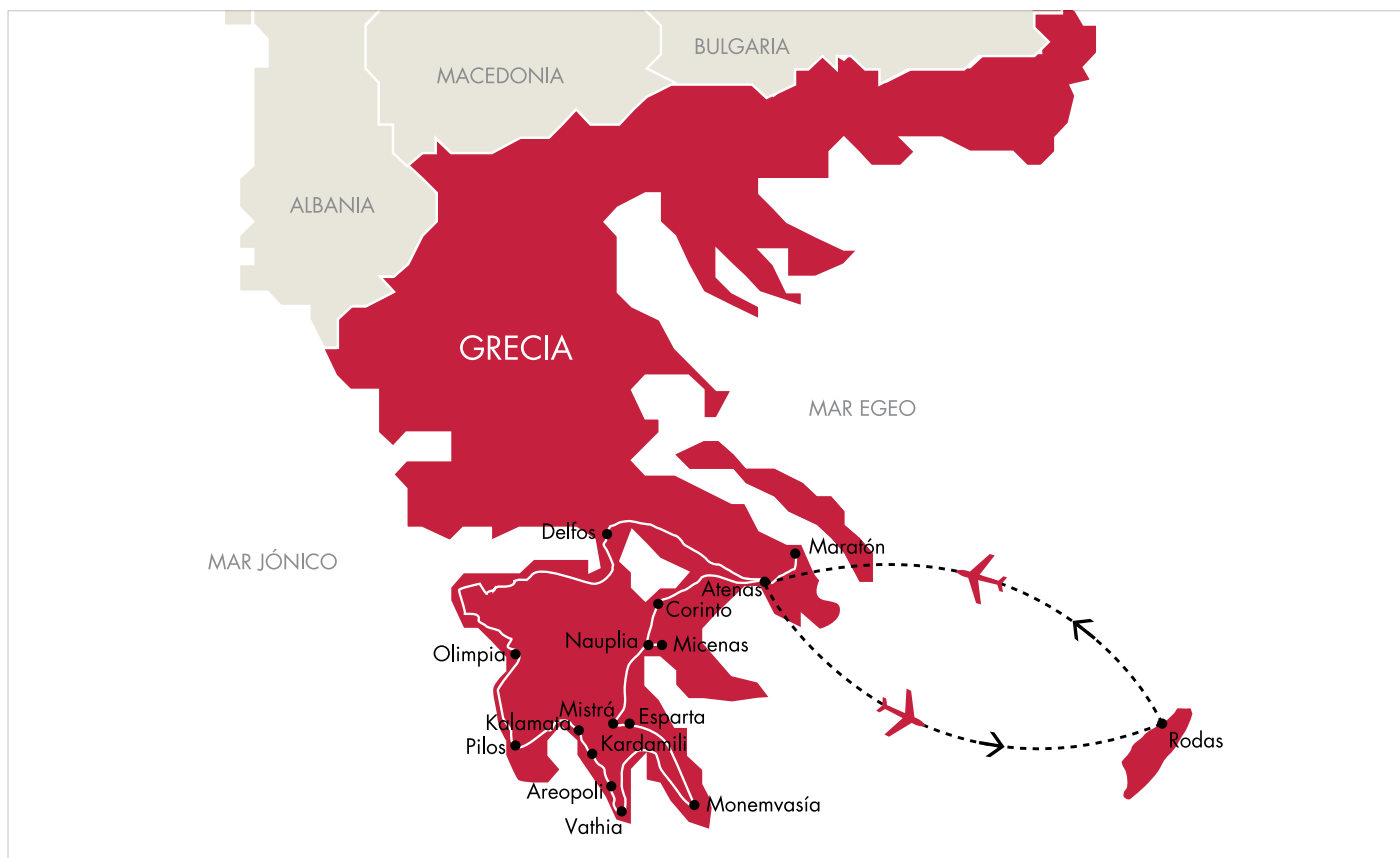 BULGARIA
MACEDONIA
ALBANIA
GRECIA
MAR EGEO
MAR JÓNICO
Delfos
Maratón
Atenas
Corinto
Nauplia
Micenas
Olimpia
Mistrá
Esparta
Kalamata
Pilos
Kardamili
Rodas
Areopoli
Monemvasía
Vathia